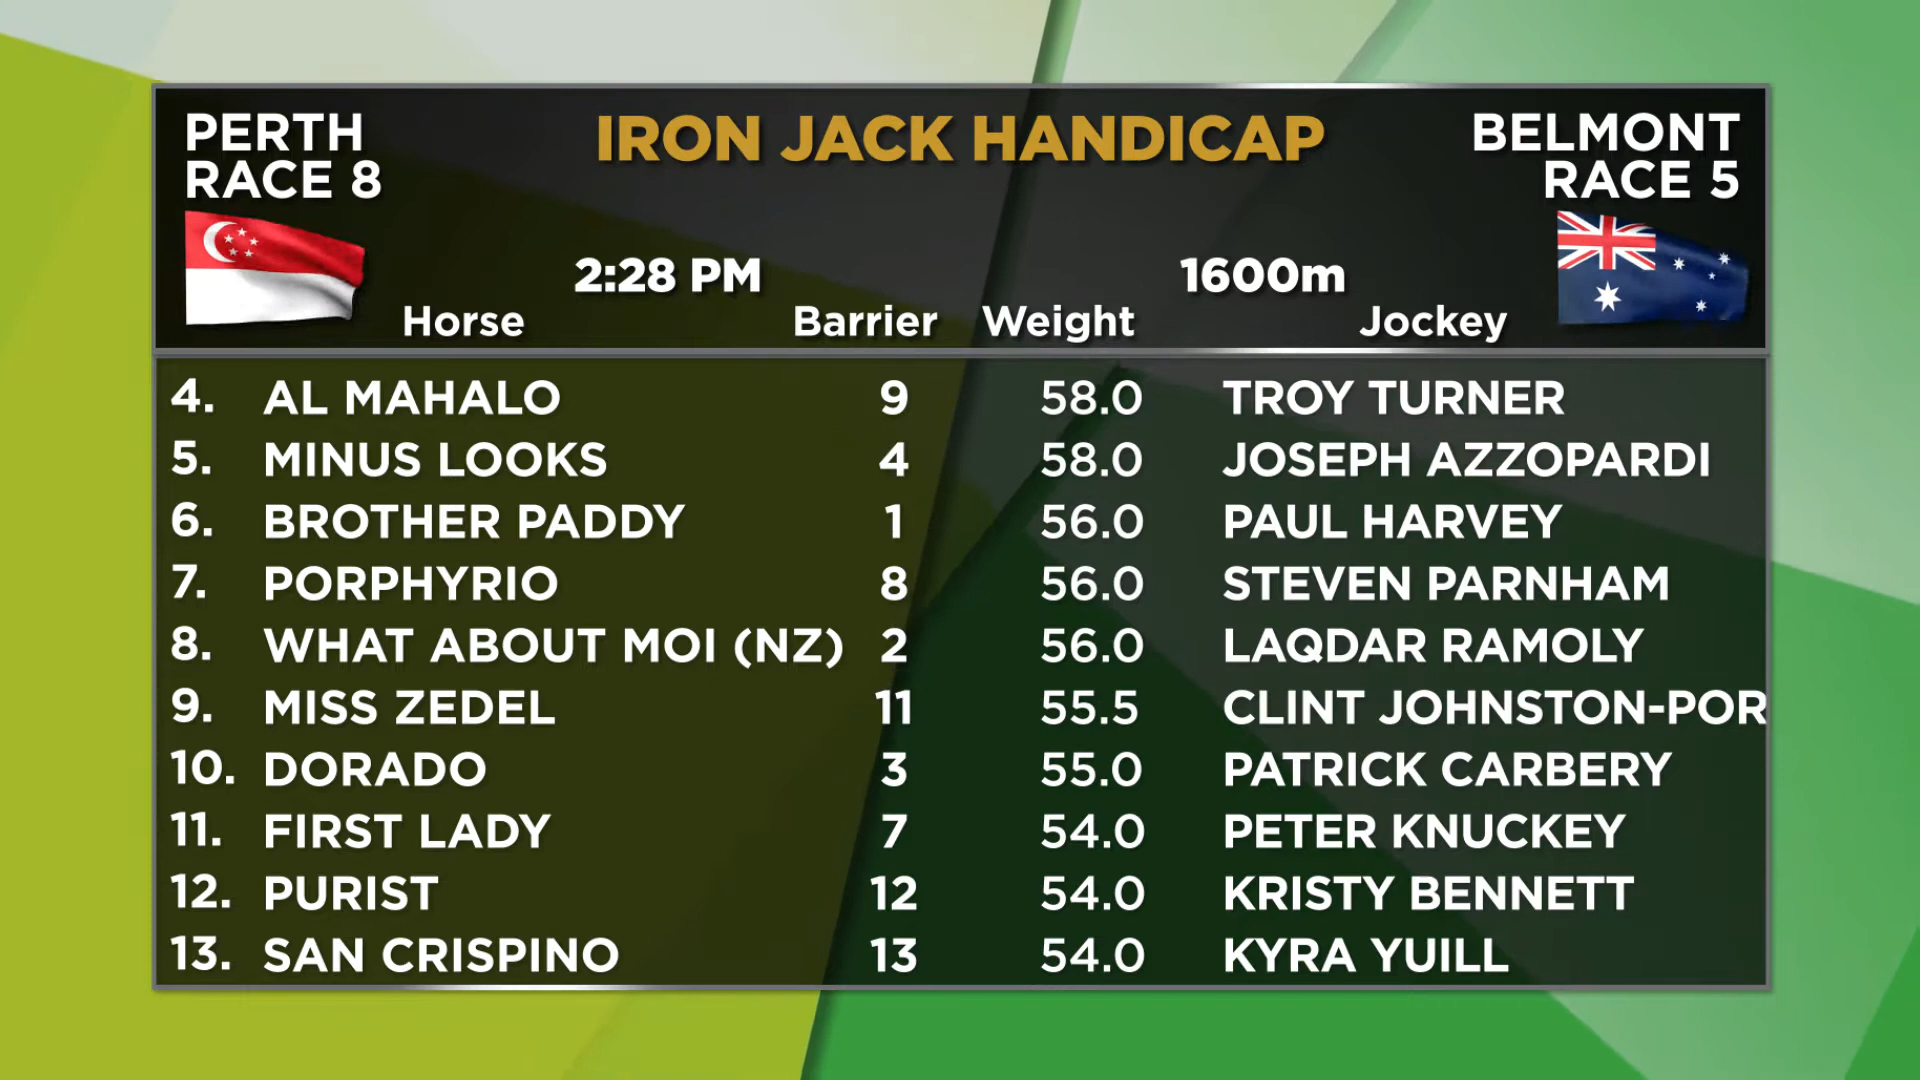 PERTH
RACE 8
IRON JACK HANDICAP
BELMONT
RACE 5
2:28 PM
1600m
Horse Barrier Weight Jockey
4. AL MAHALO 9 58.0 TROY TURNER
5. MINUS LOOKS 4 58.0 JOSEPH AZZOPARDI
6. BROTHER PADDY 1 56.0 PAUL HARVEY
7. PORPHYRIO 8 56.0 STEVEN PARNHAM
8. WHAT ABOUT MOI (NZ) 2 56.0 LAQDAR RAMOLY
9. MISS ZEDEL 11 55.5 CLINT JOHNSTON-POR
10. DORADO 3 55.0 PATRICK CARBERY
11. FIRST LADY 7 54.0 PETER KNUCKEY
12. PURIST 12 54.0 KRISTY BENNETT
13. SAN CRISPINO 13 54.0 KYRA YUILL